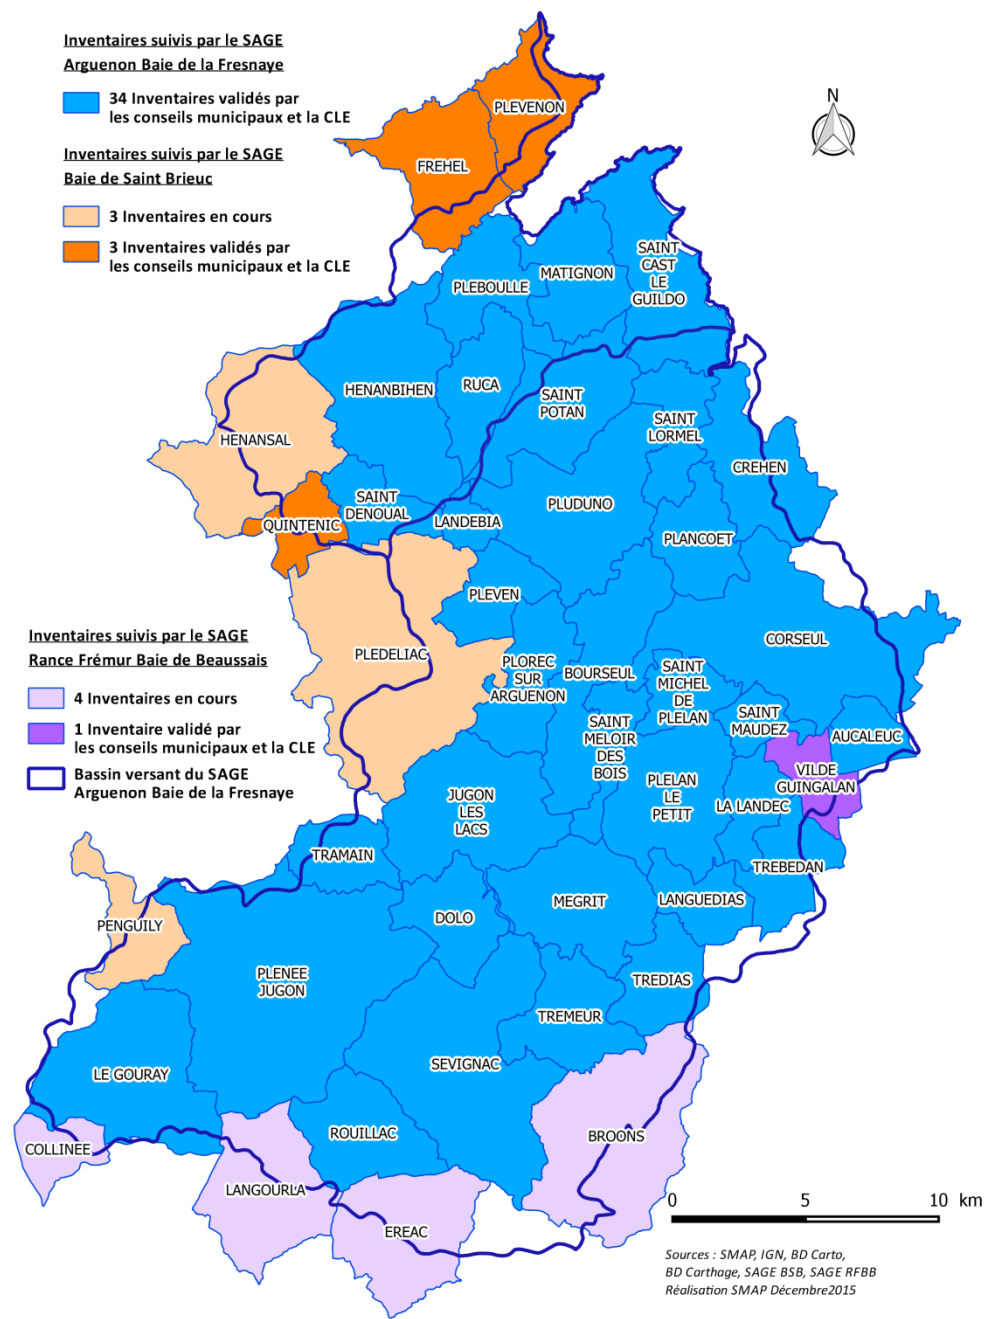 Inventaires suivis par le SAGE
Arguenon Baie de la Fresnaye
34 Inventaires validés par
les conseils municipaux et la CLE
Inventaires suivis par le SAGE
Baie de Saint Brieuc
3 Inventaires en cours
3 Inventaires validés par
les conseils municipaux et la CLE
N
PLEVENON
FREHEL
SAINT
CAST
LE
GUILDO
MATIGNON
PLEBOULLE
HENANBIHEN
RUCA
SAINT
POTAN
SAINT
LORMEL
HENANSAL
CREHEN
SAINT
DENOUAL
PLUDUNO
QUINTENIC
LANDEBIA
PLANCOET
PLEVEN
CORSEUL
PLEDELIAC
PLOREC
SUR
ARGUENON
BOURSEUL
SAINT
MICHEL
DE
PLELAN
Inventaires suivis par le SAGE
Rance Frémur Baie de Beaussais
4 Inventaires en cours
1 Inventaire validé par
les conseils municipaux et la CLE
Bassin versant du SAGE
Arguenon Baie de la Fresnaye
SAINT
MELOIR
DES
BOIS
SAINT
MAUDEZ
AUCALEUC
VILDE
GUINGALAN
PLELAN
LE
PETIT
LA LANDEC
JUGON
LES
LACS
TRAMAIN
TREBEDAN
MEGRIT
LANGUEDIAS
DOLO
PENGUILY
PLENEE
JUGON
TREDIAS
TREMEUR
SEVIGNAC
LE GOURAY
ROUILLAC
BROONS
COLLINEE
LANGOURLA
EREAC
0 5 10 km
Sources : SMAP, IGN, BD Carto,
BD Carthage, SAGE BSB, SAGE RFBB
Réalisation SMAP Décembre2015